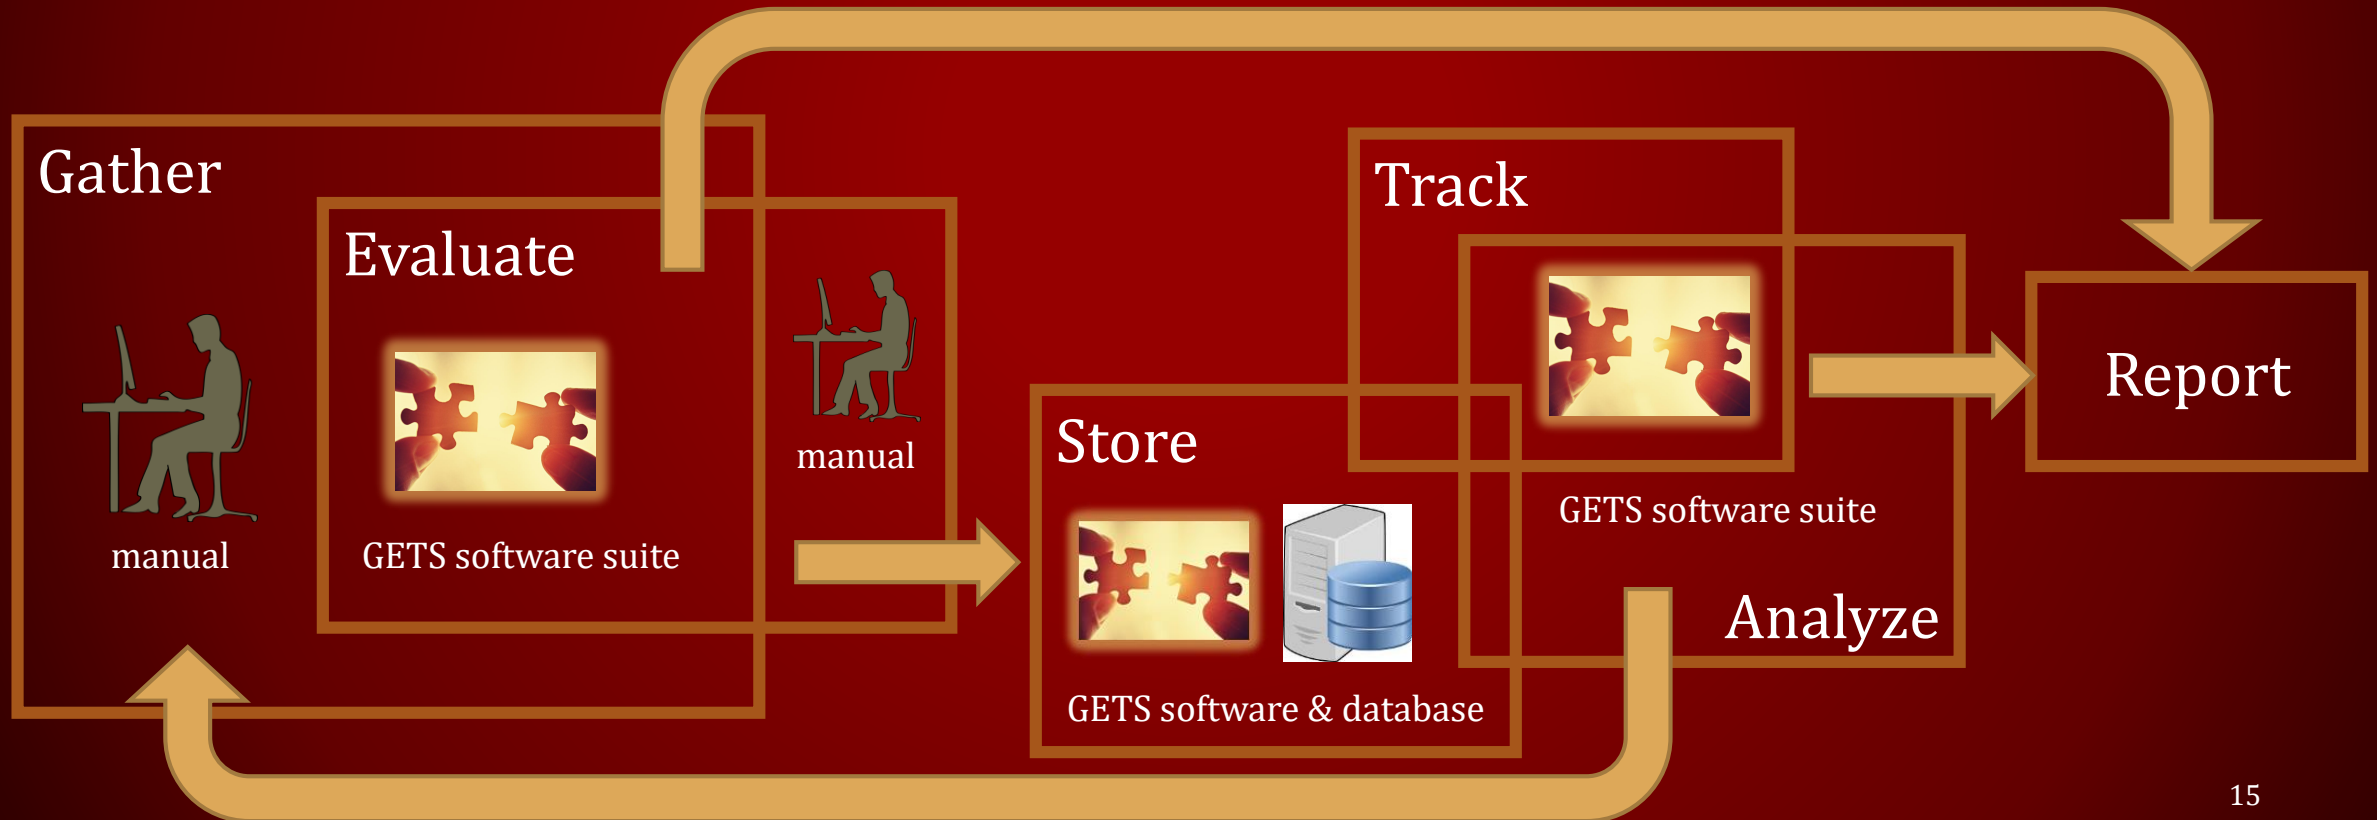 Gather
manual
Evaluate
GETS software suite
manual
Store
GETS software & database
Track
GETS software suite
Analyze
Report
15